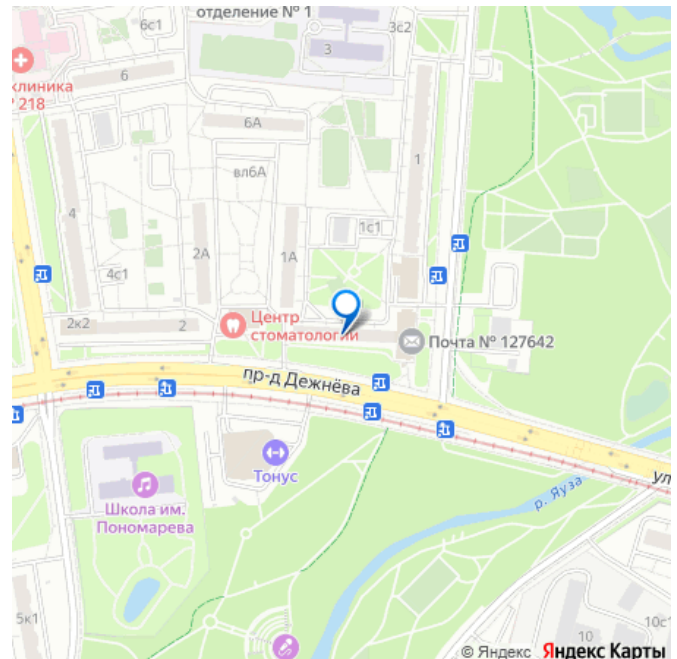 отделение № 1
6с1
3
3с2
клиника
218
6
6А
1
вл6А
4
1с1
2А
1А
4с1
2к2
2
Центр
стоматологии
Почта № 127642
пр-д Дежнёва
Тонус
Школа им.
Пономарева
р. Яуза
Ул
5к1
10
10с1
© Яндекс Яндекс Карты